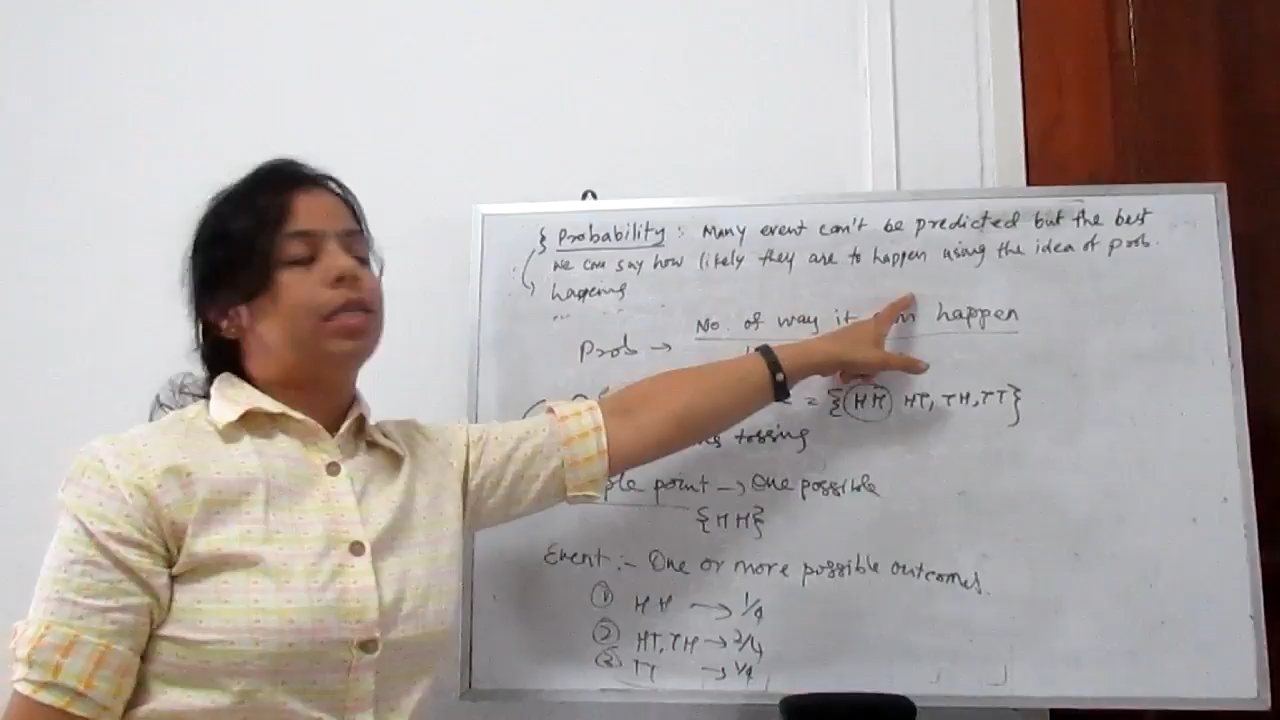 { Probability : Many event can't be predicted but the best
we can say how likely they are to happen using the idea of prob.
happening
Prob → No. of way it can happen
= {HH HT, TH, TT}
tossing
point → One possible
{HH}
Event :- One or more possible outcomes.
① HH → 1/4
② HT, TH → 2/4
③ TT → 1/4